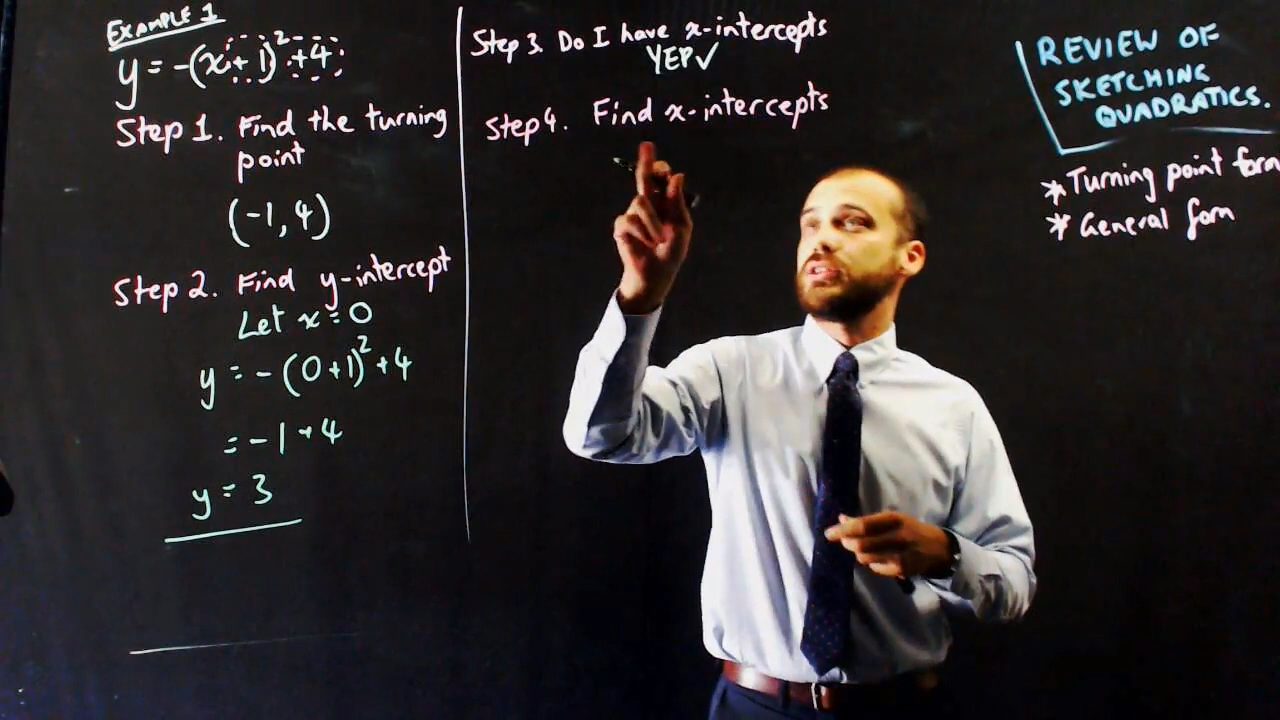 EXAMPLE 1
y = -(x+1)² +4
Step 1. Find the turning
point
(-1, 4)
Step 2. Find y-intercept
Let x = 0
y = -(0+1)² +4
= -1 + 4
y = 3
Step 3. Do I have x-intercepts
YEP ✓
Step 4. Find x-intercepts
REVIEW OF
SKETCHING
QUADRATICS.
* Turning point form
* General form